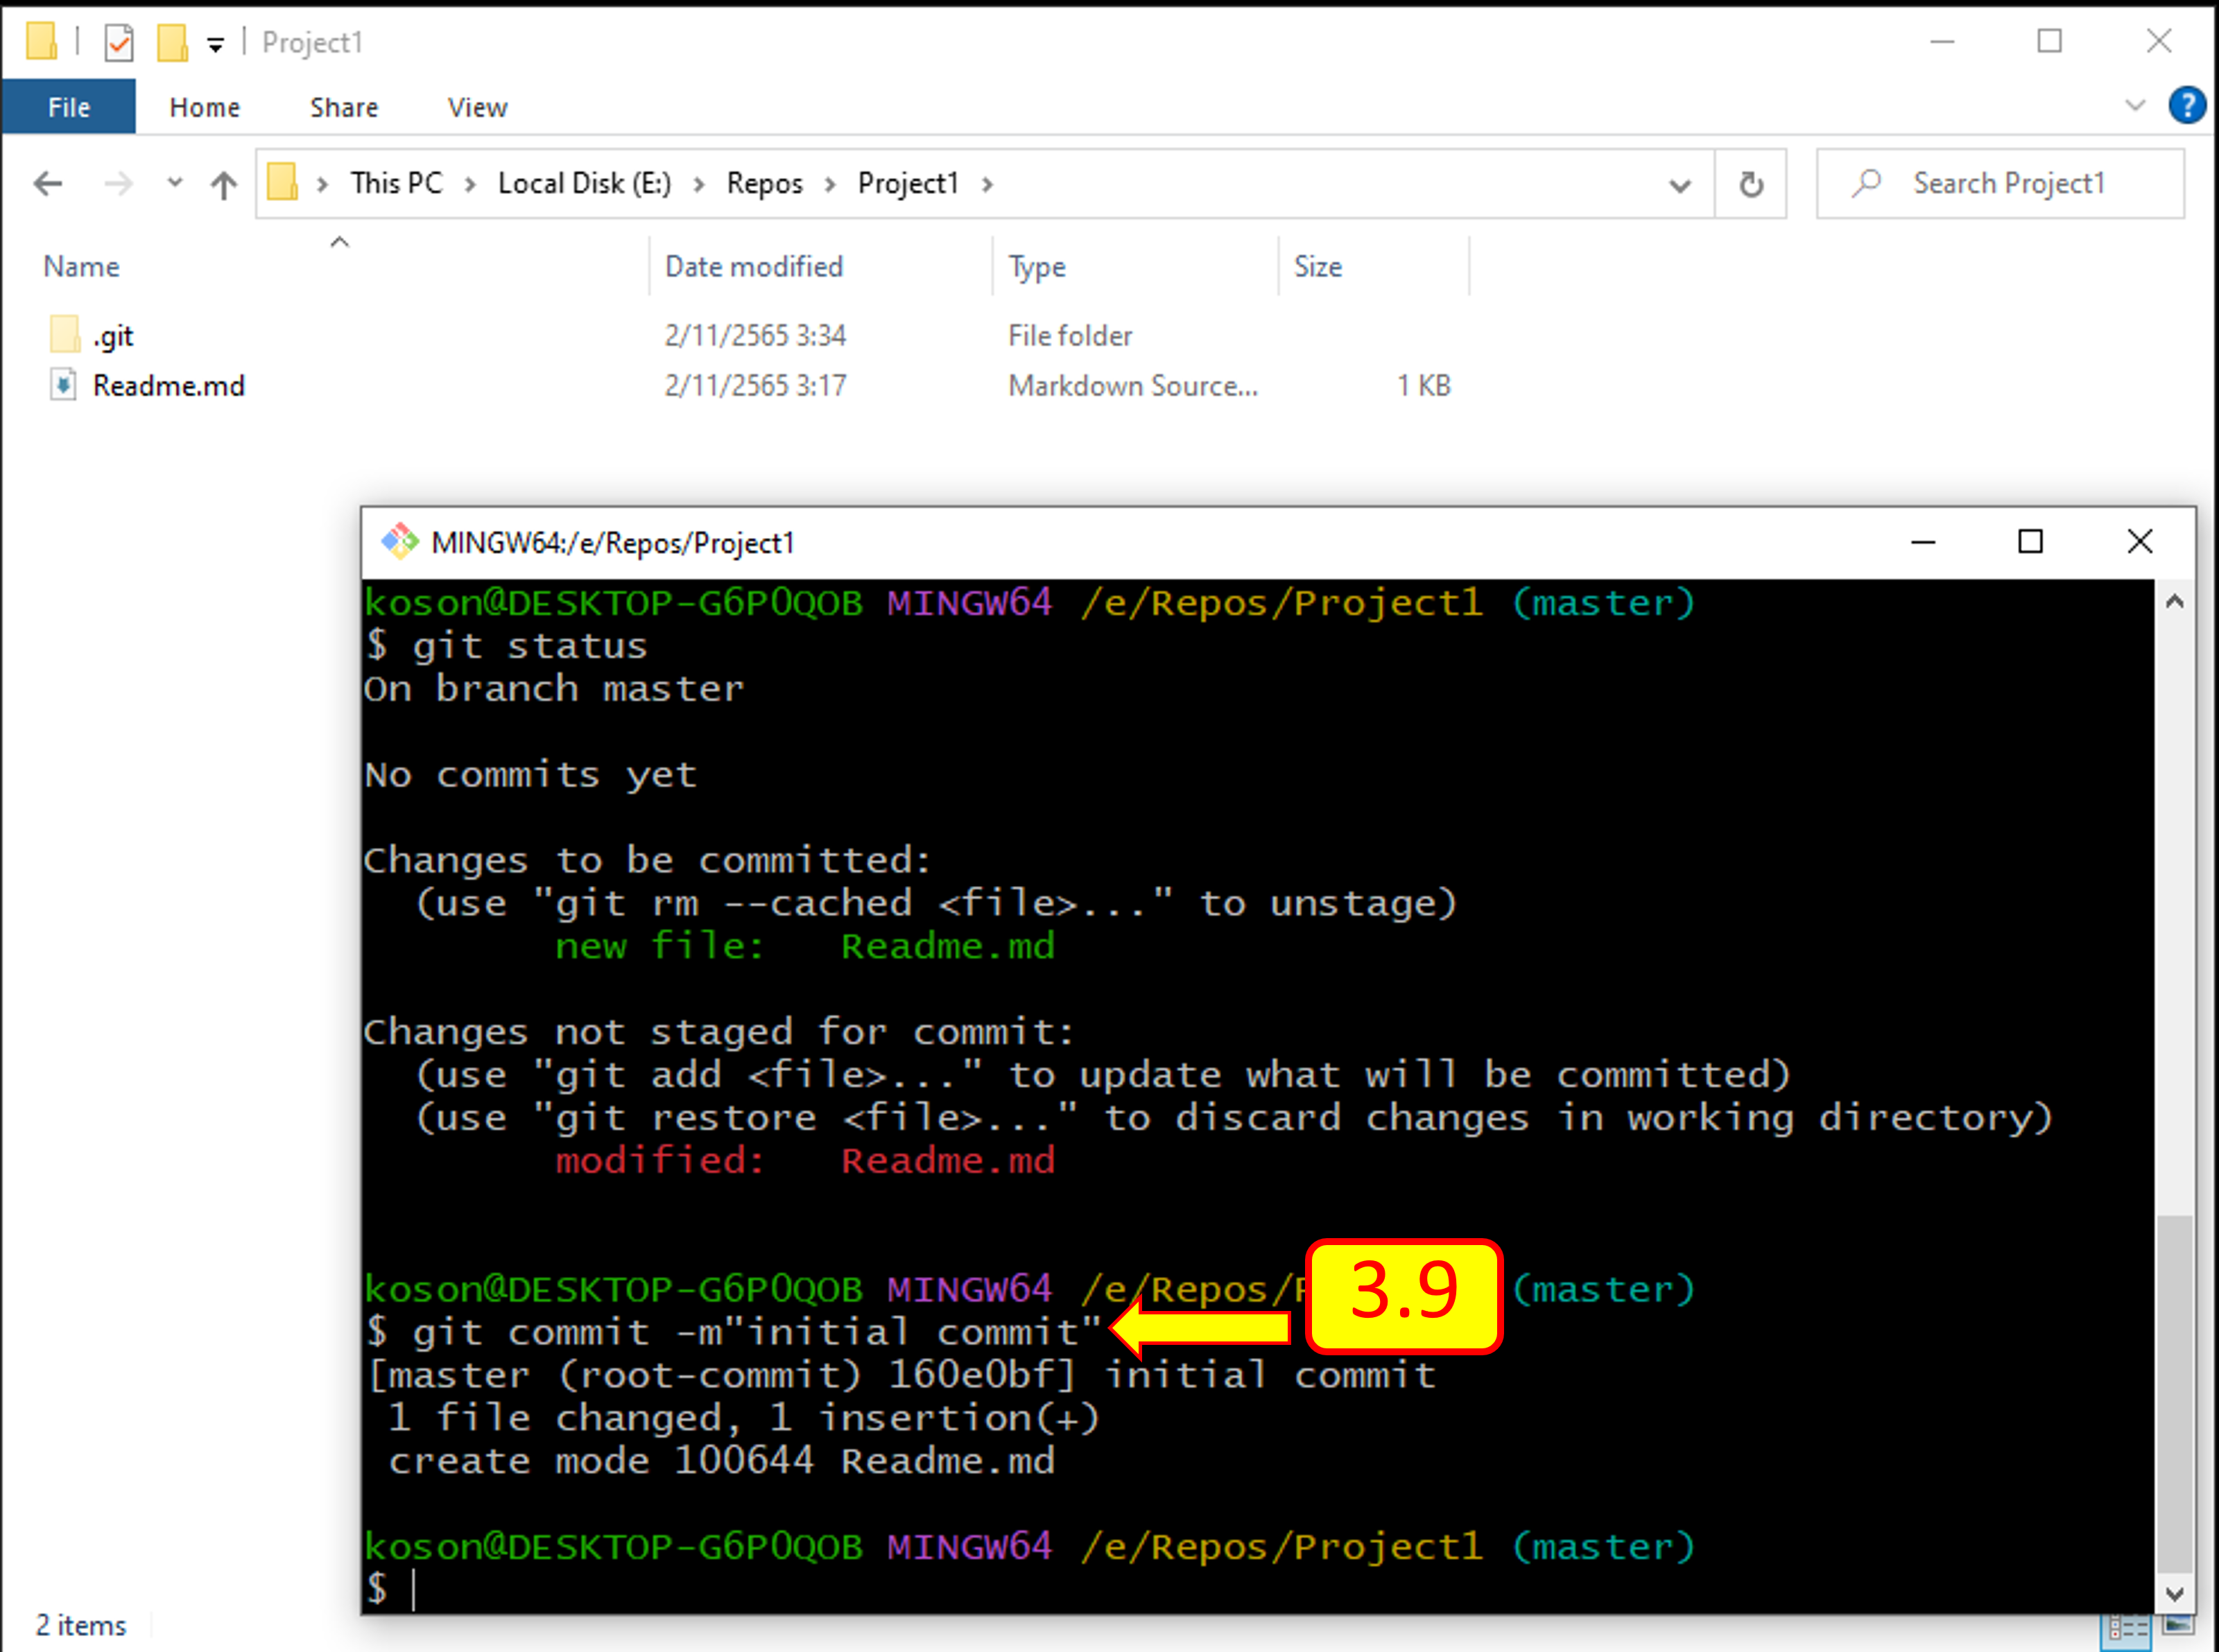 Project1
File Home Share View
This PC Local Disk (E:) Repos Project1
Search Project1
Name Date modified Type Size
.git 2/11/2565 3:34 File folder
Readme.md 2/11/2565 3:17 Markdown Source... 1 KB
MINGW64:/e/Repos/Project1
koson@DESKTOP-G6P0QOB MINGW64 /e/Repos/Project1 (master)
$ git status
On branch master
No commits yet
Changes to be committed:
(use "git rm --cached <file>..." to unstage)
new file: Readme.md
Changes not staged for commit:
(use "git add <file>..." to update what will be committed)
(use "git restore <file>..." to discard changes in working directory)
modified: Readme.md
koson@DESKTOP-G6P0QOB MINGW64 /e/Repos/ (master)
3.9
$ git commit -m"initial commit"
[master (root-commit) 160e0bf] initial commit
1 file changed, 1 insertion(+)
create mode 100644 Readme.md
koson@DESKTOP-G6P0QOB MINGW64 /e/Repos/Project1 (master)
$
2 items